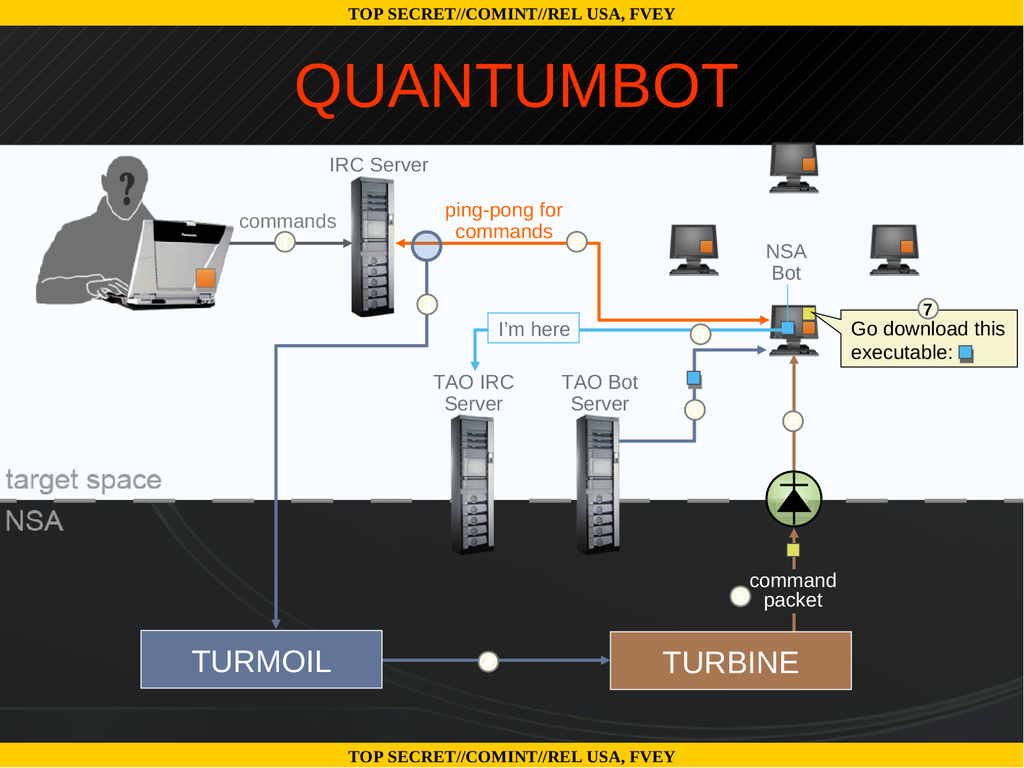 TOP SECRET//COMINT//REL USA, FVEY
QUANTUMBOT
IRC Server
?
commands
ping-pong for
commands
NSA
Bot
7
Go download this
executable:
I'm here
TAO IRC
Server
TAO Bot
Server
target space
NSA
command
packet
TURMOIL
TURBINE
TOP SECRET//COMINT//REL USA, FVEY